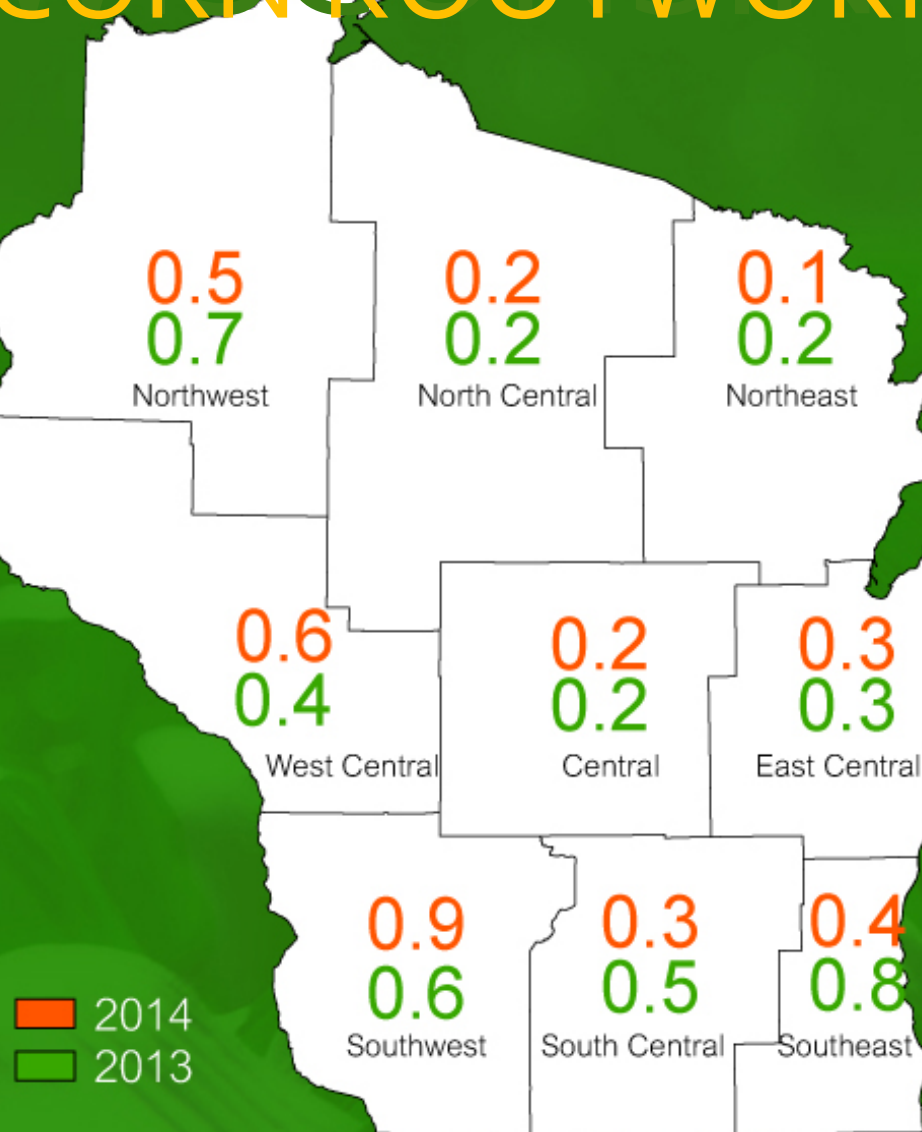 CORN ROOTWOR
0.5 0.2 0.1
0.7 0.2 0.2
Northwest North Central Northeast
0.6 0.2 0.3
0.4 0.2 0.3
West Central Central East Central
0.9 0.3 0.4
0.6 0.5 0.8
Southwest South Central Southeast
2014
2013